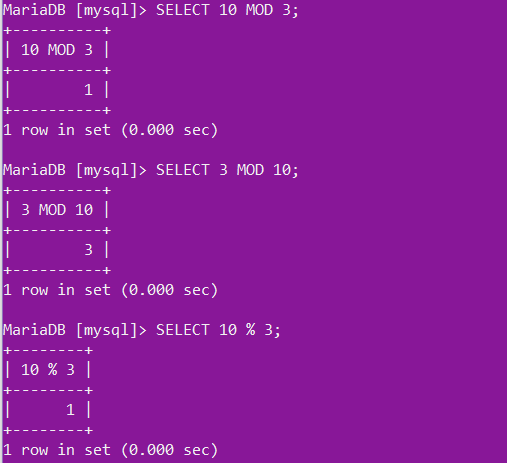 MariaDB [mysql]> SELECT 10 MOD 3;
+----------+
| 10 MOD 3 |
+----------+
|        1 |
+----------+
1 row in set (0.000 sec)

MariaDB [mysql]> SELECT 3 MOD 10;
+----------+
| 3 MOD 10 |
+----------+
|        3 |
+----------+
1 row in set (0.000 sec)

MariaDB [mysql]> SELECT 10 % 3;
+--------+
| 10 % 3 |
+--------+
|      1 |
+--------+
1 row in set (0.000 sec)